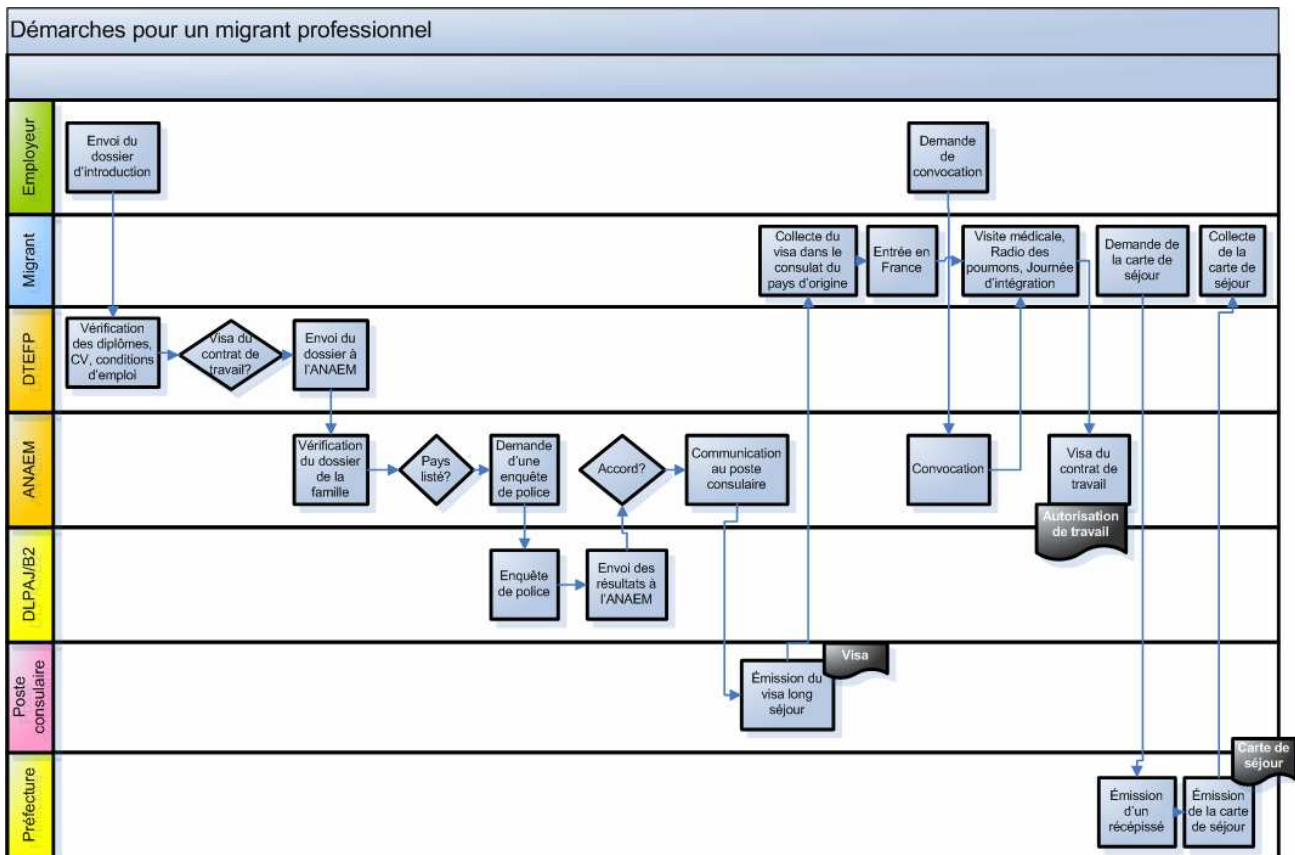 Démarches pour un migrant professionnel
Employeur
Envoi du
dossier
d'introduction
Demande
de
convocation
Migrant
Collecte du
visa dans le
consulat du
pays d'origine
Entrée en
France
Visite médicale,
Radio des
poumons, Journée
d'intégration
Demande de
la carte de
séjour
Collecte
de la
carte de
séjour
DTEFP
Vérification
des diplômes,
CV, conditions
d'emploi
Visa du
contrat de
travail?
Envoi du
dossier à
l'ANAEM
ANAEM
Vérification
du dossier
de la
famille
Pays
listé?
Demande
d'une
enquête
de police
Accord?
Communication
au poste
consulaire
Convocation
Visa du
contrat de
travail
Autorisation
de travail
DLPAJ/B2
Enquête
de police
Envoi des
résultats à
l'ANAEM
Poste
consulaire
Émission du
visa long
séjour
Visa
Préfecture
Émission
d'un
récépissé
Émission
de la carte
de séjour
Carte de
séjour